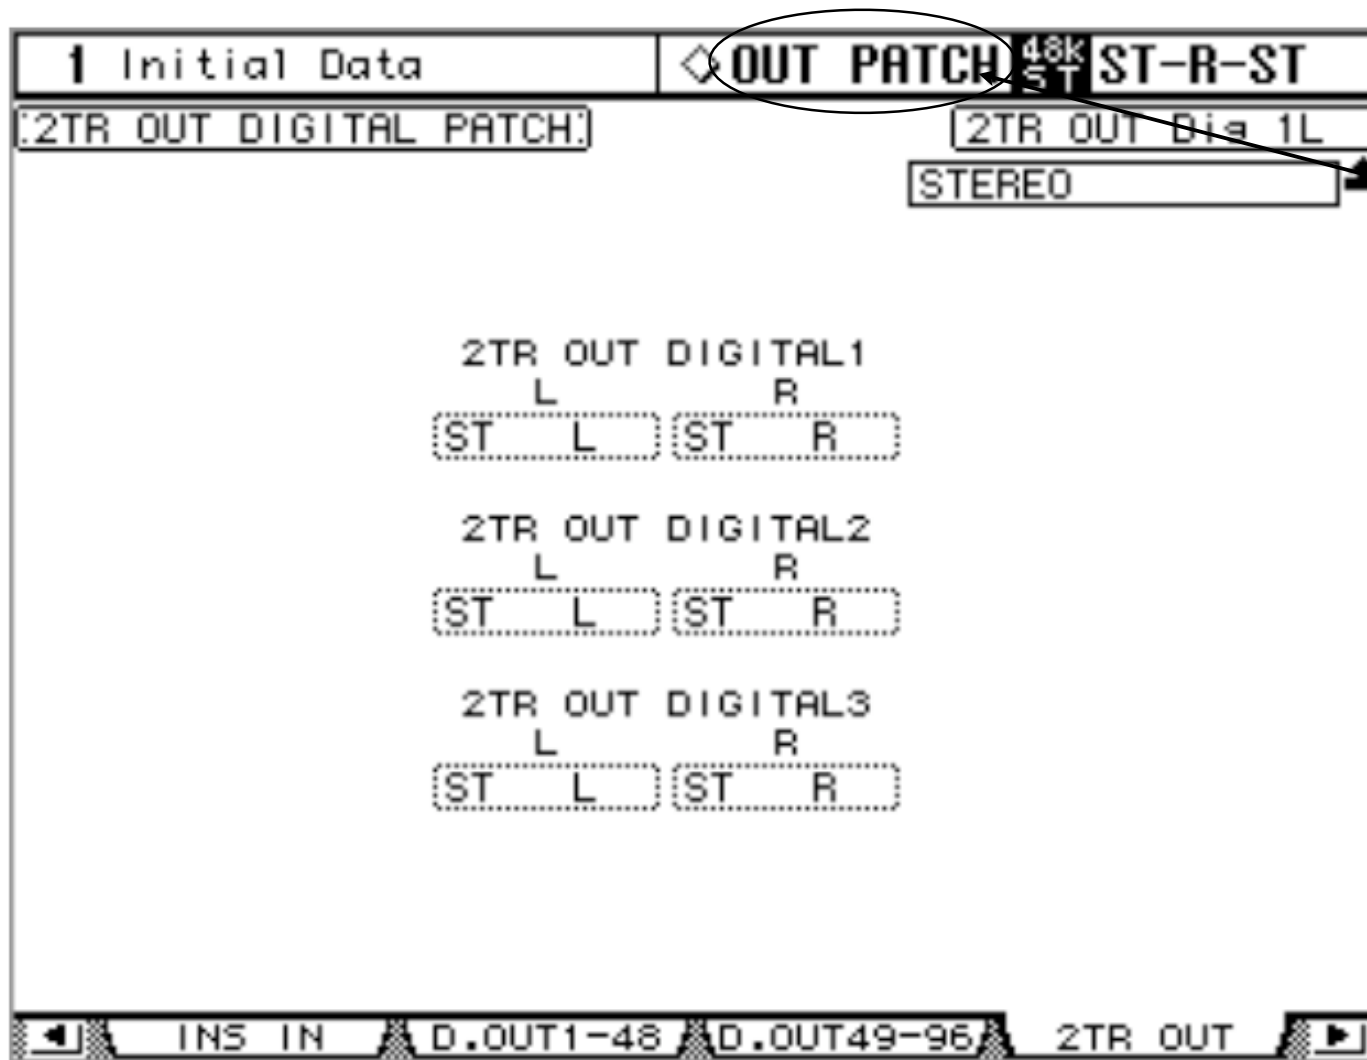 1 Initial Data ◇OUT PATCH 48k ST ST-R-ST
2TR OUT DIGITAL PATCH 2TR OUT Dig 1L
STEREO
2TR OUT DIGITAL1
L R
ST L ST R
2TR OUT DIGITAL2
L R
ST L ST R
2TR OUT DIGITAL3
L R
ST L ST R
INS IN D.OUT1-48 D.OUT49-96 2TR OUT